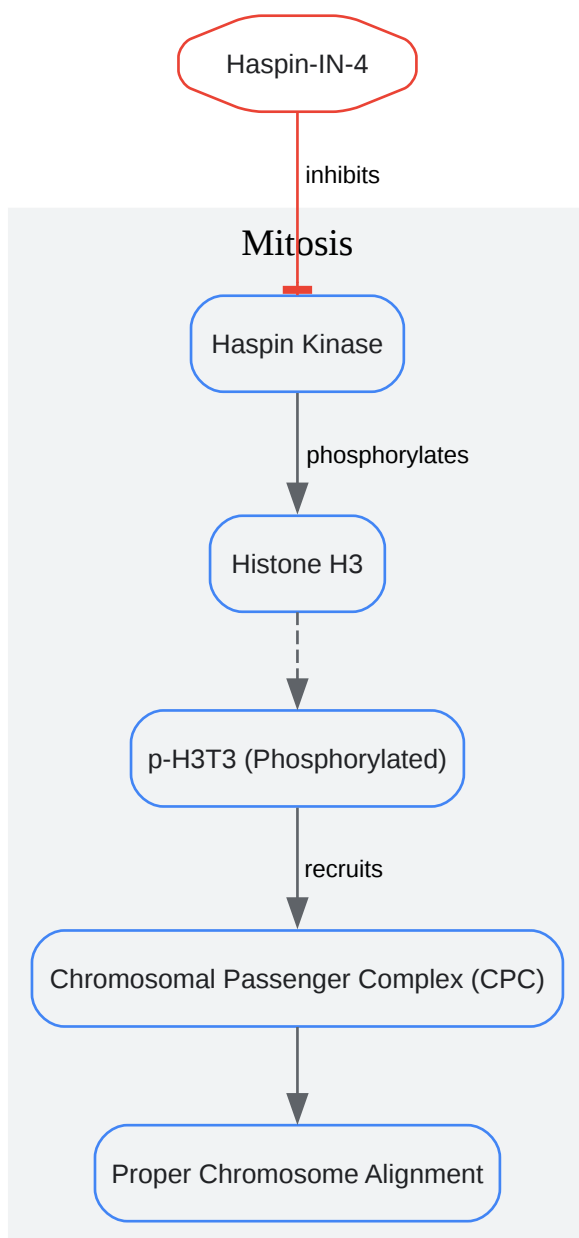 Haspin-IN-4
inhibits
Mitosis
Haspin Kinase
phosphorylates
Histone H3
p-H3T3 (Phosphorylated)
recruits
Chromosomal Passenger Complex (CPC)
Proper Chromosome Alignment